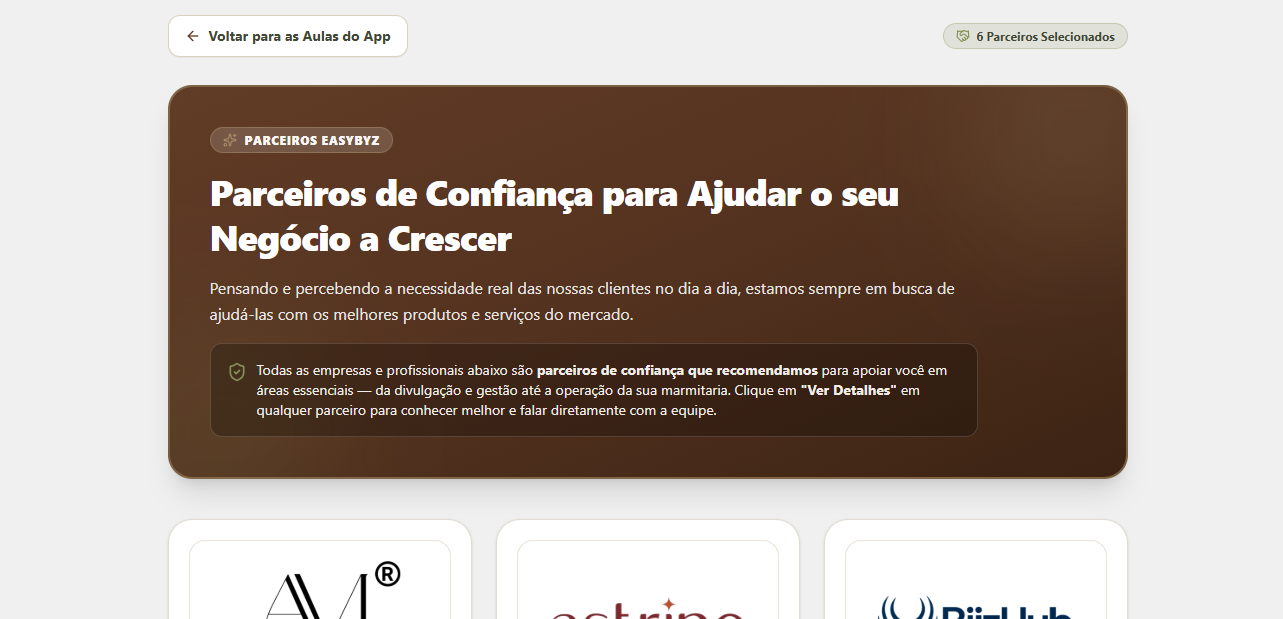 Voltar para as Aulas do App
6 Parceiros Selecionados
PARCEIROS EASYBYZ
Parceiros de Confiança para Ajudar o seu
Negócio a Crescer
Pensando e percebendo a necessidade real das nossas clientes no dia a dia, estamos sempre em busca de
ajudá-las com os melhores produtos e serviços do mercado.
Todas as empresas e profissionais abaixo são parceiros de confiança que recomendamos para apoiar você em
áreas essenciais — da divulgação e gestão até a operação da sua marmitaria. Clique em "Ver Detalhes" em
qualquer parceiro para conhecer melhor e falar diretamente com a equipe.
AM®
BiizHub